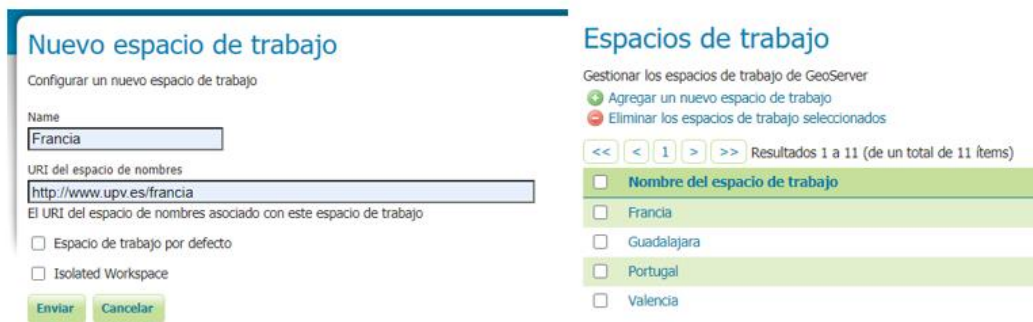 Nuevo espacio de trabajo
Configurar un nuevo espacio de trabajo
Name
Francia
URI del espacio de nombres
http://www.upv.es/francia
El URI del espacio de nombres asociado con este espacio de trabajo
Espacio de trabajo por defecto
Isolated Workspace
Enviar Cancelar
Espacios de trabajo
Gestionar los espacios de trabajo de GeoServer
Agregar un nuevo espacio de trabajo
Eliminar los espacios de trabajo seleccionados
<< < 1 > >> Resultados 1 a 11 (de un total de 11 ítems)
Nombre del espacio de trabajo
Francia
Guadalajara
Portugal
Valencia